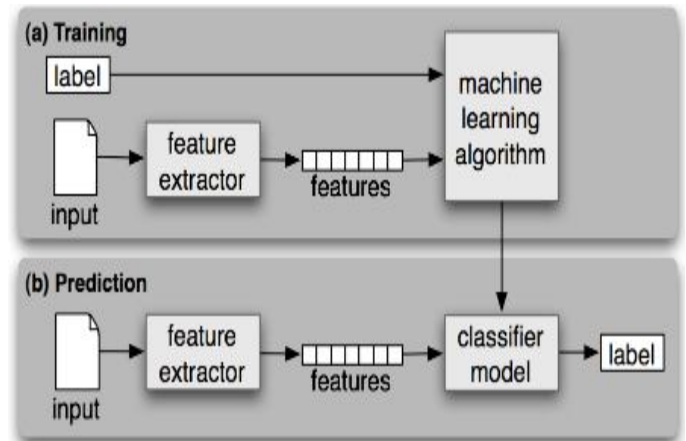 (a) Training
label
machine
learning
algorithm
input
feature
extractor
features
(b) Prediction
input
feature
extractor
features
classifier
model
label